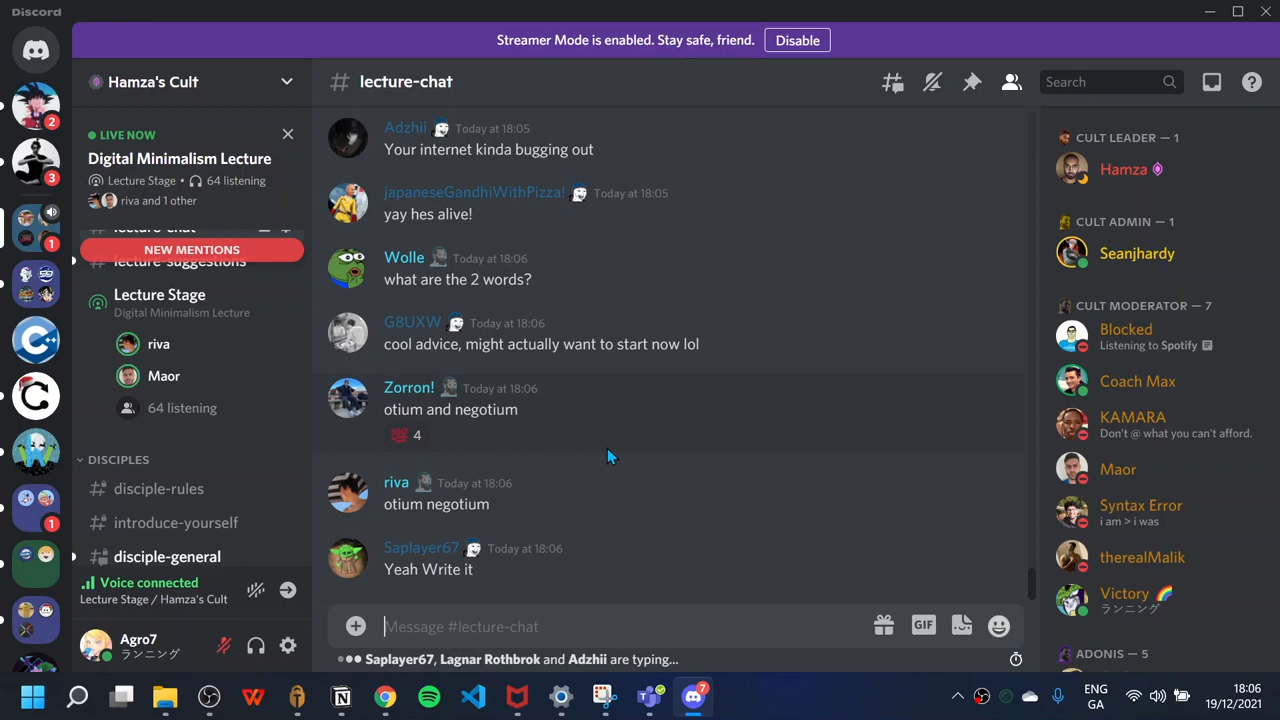 Discord
Streamer Mode is enabled. Stay safe, friend.
Disable
2
3
1
1
Hamza's Cult
LIVE NOW
Digital Minimalism Lecture
Lecture Stage • 64 listening
riva and 1 other
lecture-chat
NEW MENTIONS
lecture-suggestions
Lecture Stage
Digital Minimalism Lecture
riva
Maor
64 listening
DISCIPLES
disciple-rules
introduce-yourself
disciple-general
Voice connected
Lecture Stage / Hamza's Cult
Agro7
ランニング
# lecture-chat
Search
Adzhii Today at 18:05
Your internet kinda bugging out
japaneseGandhiWithPizza! Today at 18:05
yay hes alive!
Wolle Today at 18:06
what are the 2 words?
G8UXW Today at 18:06
cool advice, might actually want to start now lol
Zorron! Today at 18:06
otium and negotium
💯 4
riva Today at 18:06
otium negotium
Saplayer67 Today at 18:06
Yeah Write it
Message #lecture-chat
GIF
Saplayer67, Lagnar Rothbrok and Adzhii are typing...
CULT LEADER — 1
Hamza
CULT ADMIN — 1
Seanjhardy
CULT MODERATOR — 7
Blocked
Listening to Spotify
Coach Max
KAMARA
Don't @ what you can't afford.
Maor
Syntax Error
i am > i was
therealMalik
Victory 🌈
ランニング
ADONIS — 5
7
ENG
GA
18:06
19/12/2021